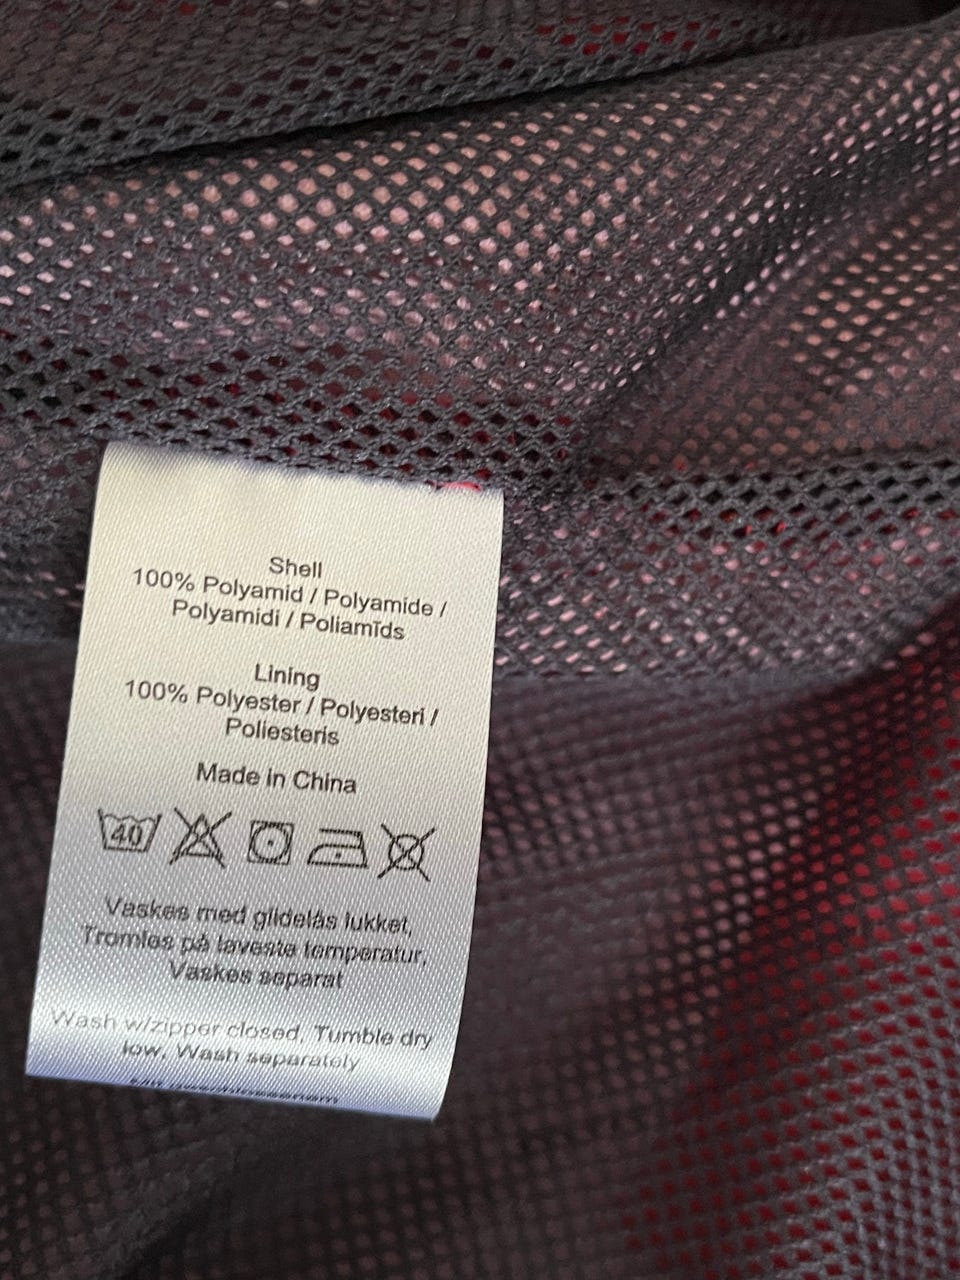 Shell
100% Polyamid / Polyamide /
Polyamidi / Poliamīds
Lining
100% Polyester / Polyesteri /
Poliesteris
Made in China
40
Vaskes med glidelås lukket,
Tromles på laveste temperatur,
Vaskes separat
Wash w/zipper closed, Tumble dry
low, Wash separately